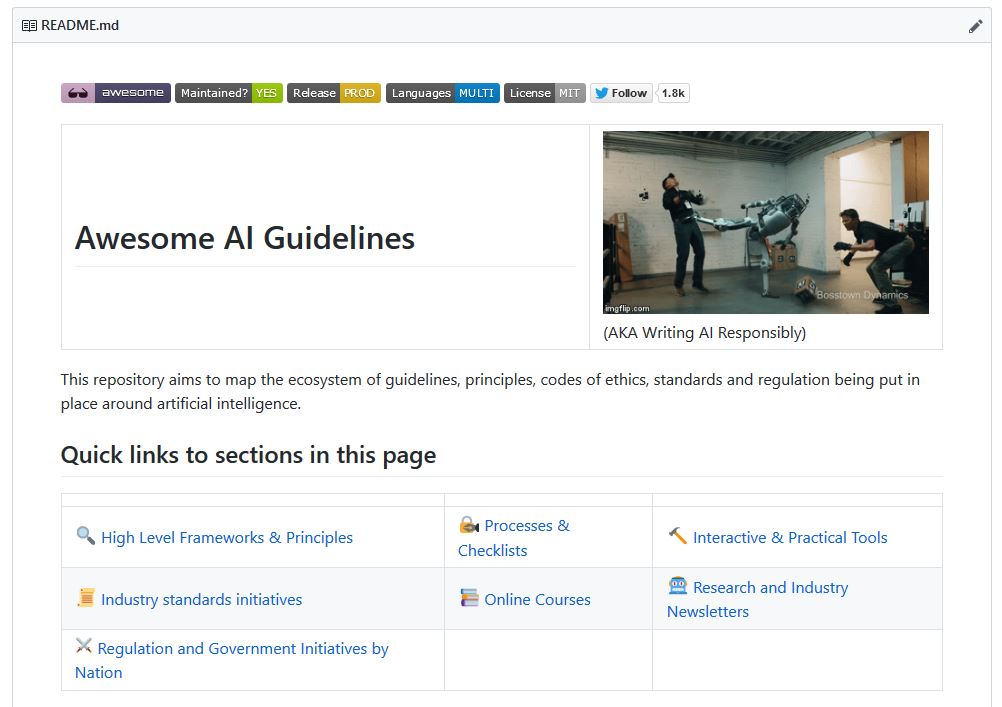 README.md
awesome Maintained? YES Release PROD Languages MULTI License MIT Follow 1.8k
Awesome AI Guidelines
Bosstown Dynamics
imgflip.com
(AKA Writing AI Responsibly)
This repository aims to map the ecosystem of guidelines, principles, codes of ethics, standards and regulation being put in
place around artificial intelligence.
Quick links to sections in this page
High Level Frameworks & Principles
Processes &
Checklists
Interactive & Practical Tools
Industry standards initiatives
Online Courses
Research and Industry
Newsletters
Regulation and Government Initiatives by
Nation